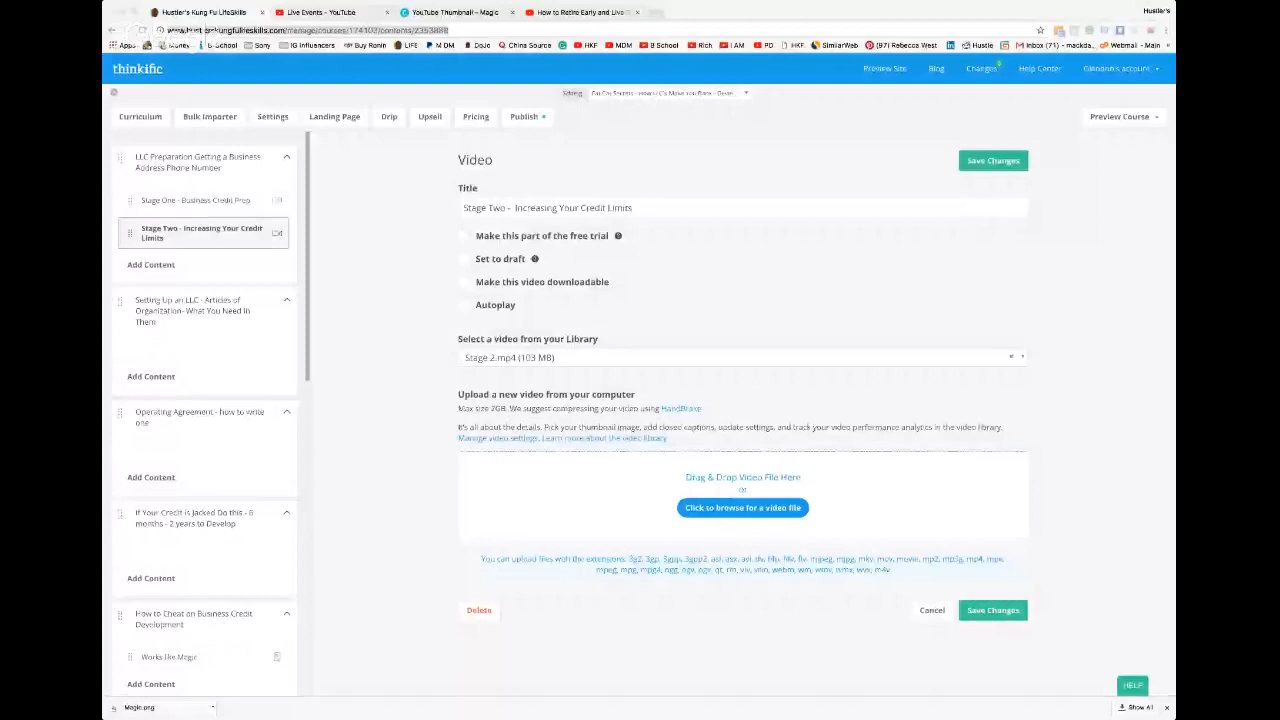 Hustler's Kung Fu LifeSkills
Live Events - YouTube
YouTube Thumbnail - Magic
How to Retire Early and Live
Hustler's
Apps
Money
B-School
Sony
IG Influencers
Buy Ronin
LIFE
M DM
DoJo
China Source
HKF
MDM
B School
Rich
I AM
PD
HKF
SimilarWeb
(97) Rebecca West
Hustle
Inbox (71) - mackda
Webmail - Main
thinkific
Preview Site
Blog
Changes
Help Center
Glendon's account
Editing:
Curriculum
Bulk Importer
Settings
Landing Page
Drip
Upsell
Pricing
Publish
Preview Course
LLC Preparation Getting a Business
Address Phone Number
Stage One - Business Credit Prep
Stage Two - Increasing Your Credit
Limits
Add Content
Setting Up an LLC - Articles of
Organization- What You Need in
Them
Add Content
Operating Agreement - how to write
one
Add Content
If Your Credit is Jacked Do this - 6
months - 2 years to Develop
Add Content
How to Cheat on Business Credit
Development
Works like Magic
Add Content
Video
Save Changes
Title
Stage Two - Increasing Your Credit Limits
Make this part of the free trial
Set to draft
Make this video downloadable
Autoplay
Select a video from your Library
Stage 2.mp4 (103 MB)
Upload a new video from your computer
Max size 2GB. We suggest compressing your video using HandBrake
It's all about the details. Pick your thumbnail image, add closed captions, update settings, and track your video performance analytics in the video library.
Manage video settings. Learn more about the video library
Drag & Drop Video File Here
or
Click to browse for a video file
You can upload files with the extensions: 3g2, 3gp, 3gpp, 3gpp2, asf, asx, avi, dv, f4v, flv, mpeg, mpg, mkv, mov, movie, mp2, mp3g, mp4,
mpeg, mpg, mpg4, ogg, ogv, ogx, qt, rm, viv, vivo, webm, wm, wmv, wmx, wvx, m4v
Delete
Cancel
Save Changes
HELP
Magic.png
Show All